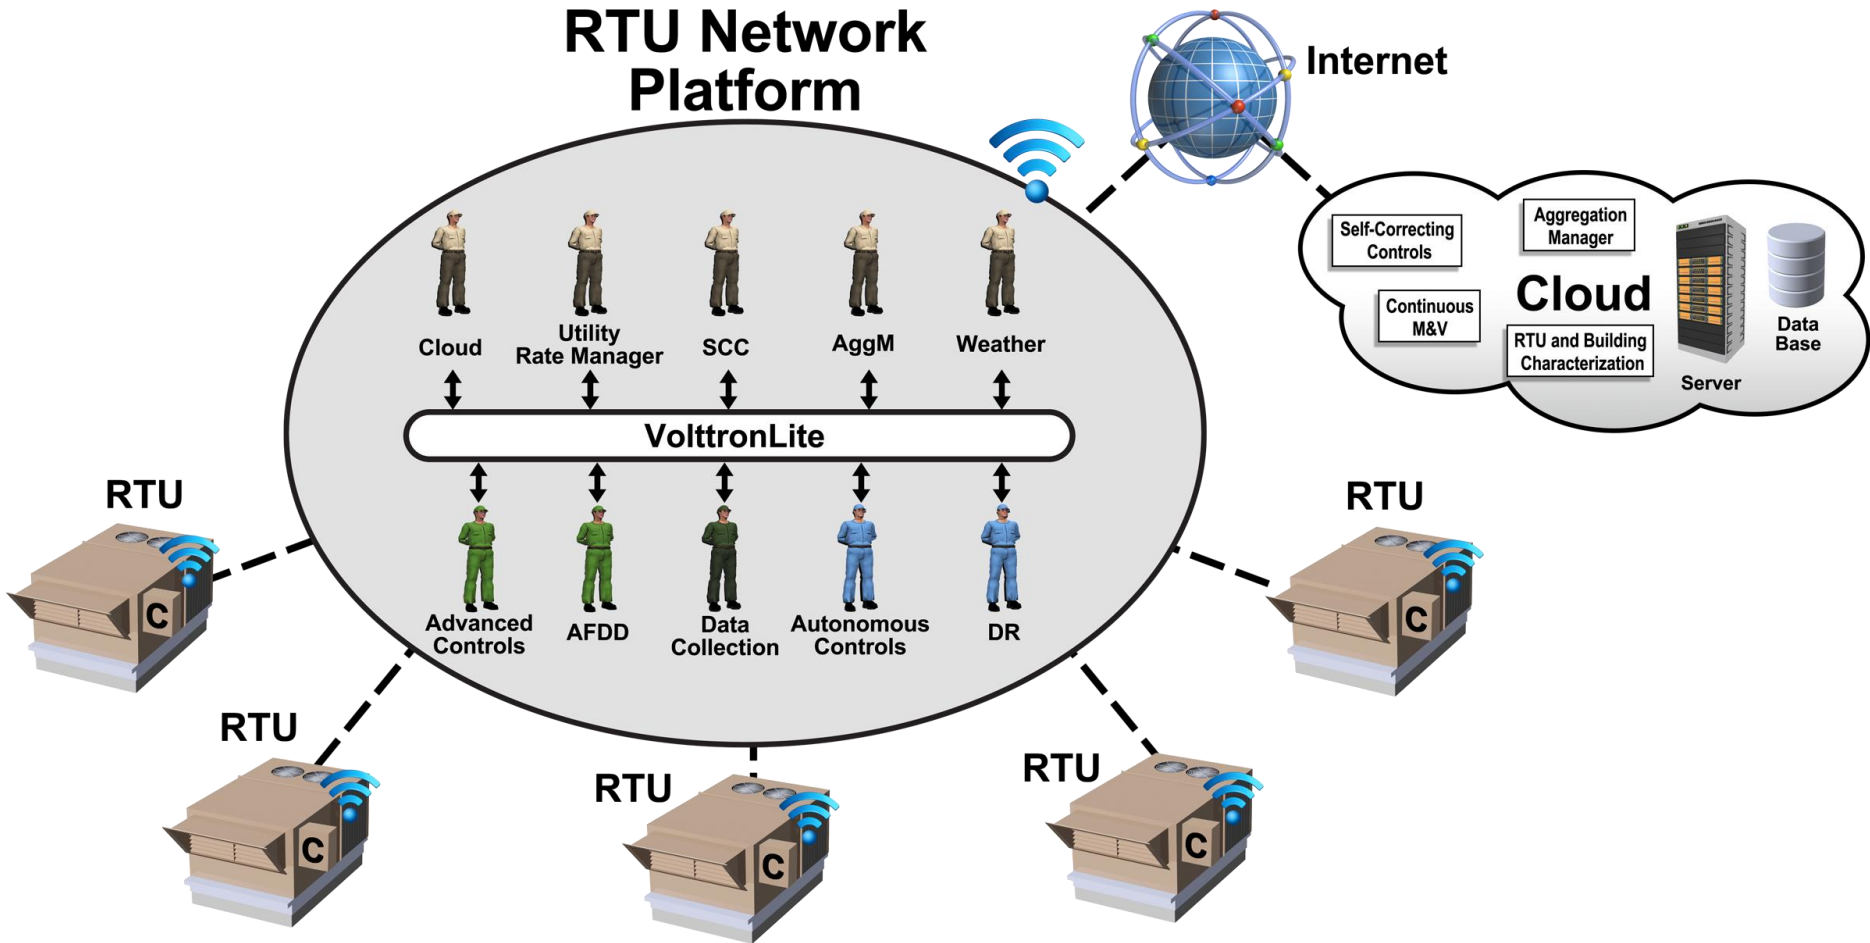 RTU Network
Platform
Internet
Self-Correcting
Controls
Aggregation
Manager
Cloud
Continuous
M&V
RTU and Building
Characterization
Server
Data
Base
Cloud
Utility
Rate Manager
SCC
AggM
Weather
VolttronLite
Advanced
Controls
AFDD
Data
Collection
Autonomous
Controls
DR
RTU
C
RTU
C
RTU
C
RTU
C
RTU
C